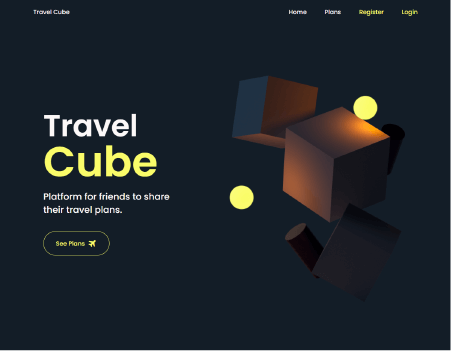 Travel Cube
Home Plans Register Login
Travel
Cube
Platform for friends to share
their travel plans.
See Plans